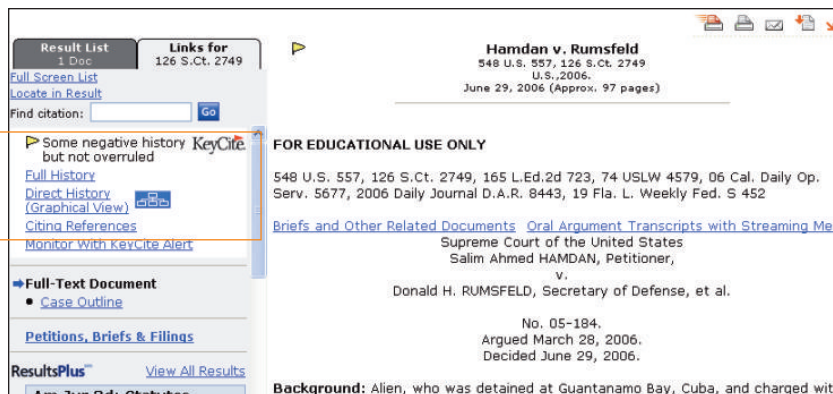 Result List
1 Doc
Links for
126 S.Ct. 2749
Full Screen List
Locate in Result
Find citation:
Go
Some negative history
but not overruled
KeyCite.
Full History
Direct History
(Graphical View)
Citing References
Monitor With KeyCite Alert
Full-Text Document
Case Outline
Petitions, Briefs & Filings
ResultsPlus™
View All Results
Am Jur 2d: Statutes
Hamdan v. Rumsfeld
548 U.S. 557, 126 S.Ct. 2749
U.S.,2006.
June 29, 2006 (Approx. 97 pages)
FOR EDUCATIONAL USE ONLY
548 U.S. 557, 126 S.Ct. 2749, 165 L.Ed.2d 723, 74 USLW 4579, 06 Cal. Daily Op.
Serv. 5677, 2006 Daily Journal D.A.R. 8443, 19 Fla. L. Weekly Fed. S 452
Briefs and Other Related Documents Oral Argument Transcripts with Streaming Me
Supreme Court of the United States
Salim Ahmed HAMDAN, Petitioner,
v.
Donald H. RUMSFELD, Secretary of Defense, et al.
No. 05-184.
Argued March 28, 2006.
Decided June 29, 2006.
Background: Alien, who was detained at Guantanamo Bay, Cuba, and charged wit